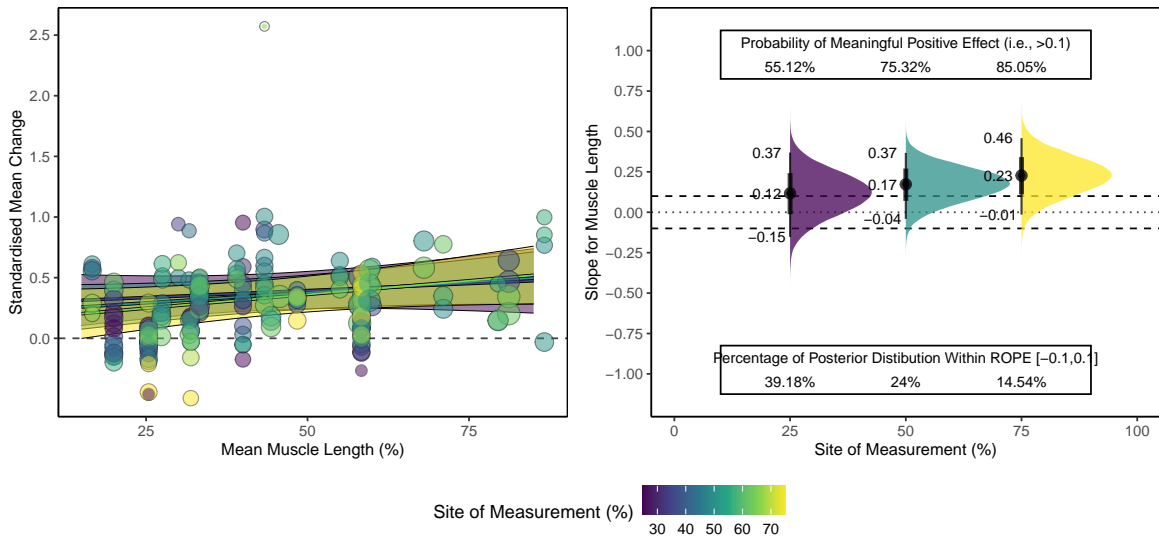 Standardised Mean Change
2.5
2.0
1.5
1.0
0.5
0.0
25
50
75
Mean Muscle Length (%)
Slope for Muscle Length
1.00
0.75
0.50
0.25
0.00
−0.25
−0.50
−0.75
−1.00
Probability of Meaningful Positive Effect (i.e., >0.1)
55.12% 75.32% 85.05%
0.37
0.12
−0.15
0.37
0.17
−0.04
0.46
0.23
−0.01
Percentage of Posterior Distibution Within ROPE [−0.1,0.1]
39.18% 24% 14.54%
0 25 50 75 100
Site of Measurement (%)
Site of Measurement (%)
30 40 50 60 70